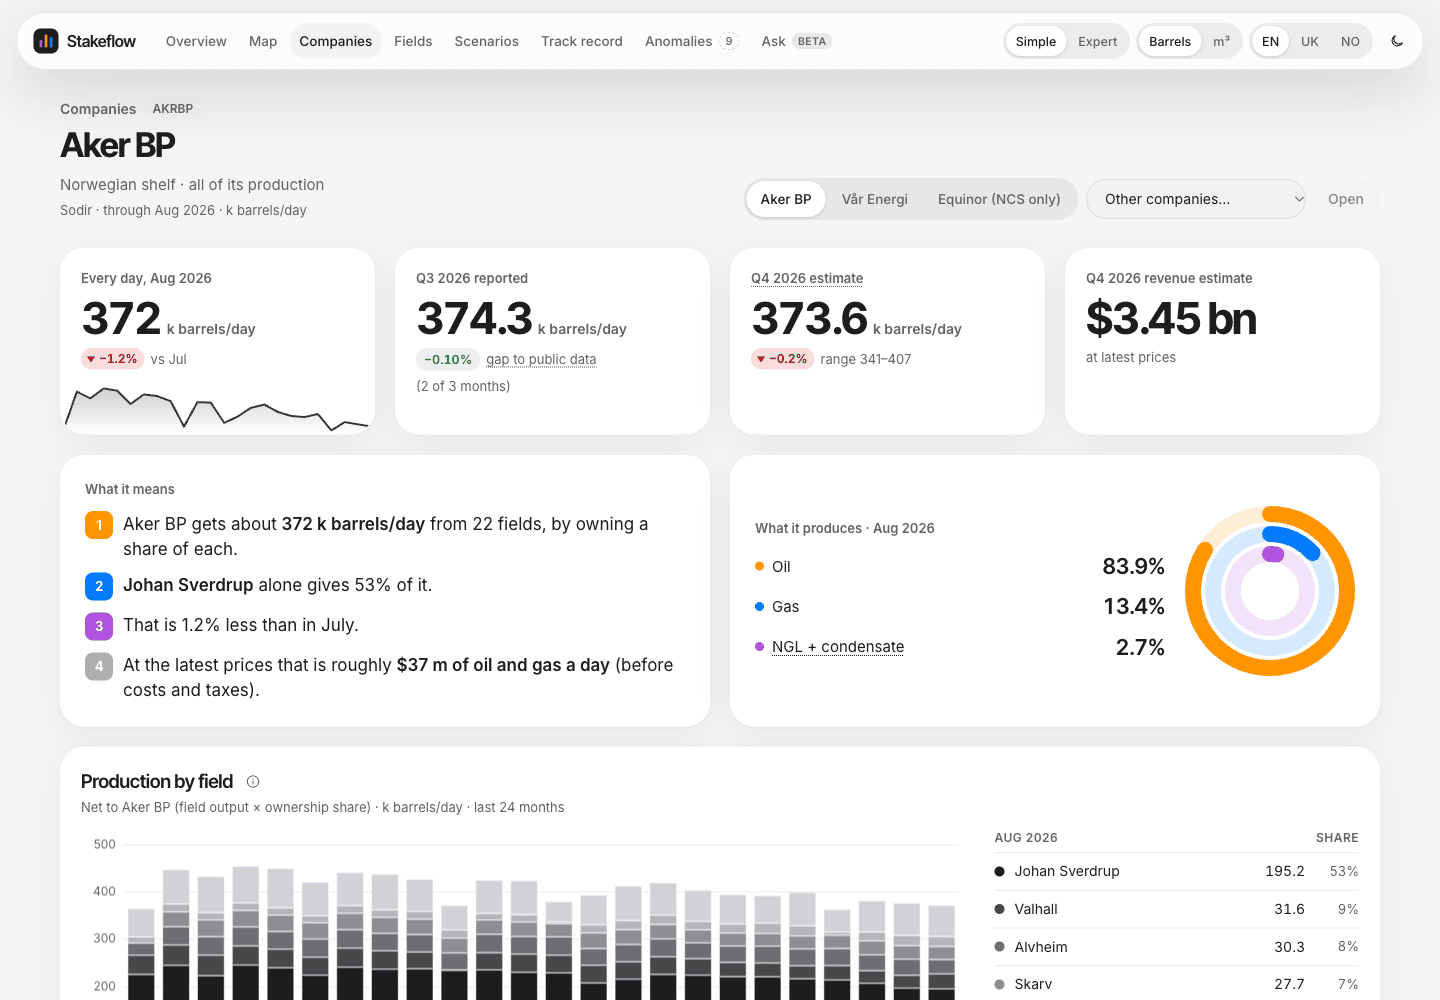 Stakeflow
Overview
Map
Companies
Fields
Scenarios
Track record
Anomalies 9
Ask BETA
Simple Expert
Barrels m³
EN UK NO
Companies AKRBP
Aker BP
Norwegian shelf · all of its production
Sodir · through Aug 2026 · k barrels/day
Aker BP Vår Energi Equinor (NCS only)
Other companies...
Open
Every day, Aug 2026
372 k barrels/day
−1.2% vs Jul
Q3 2026 reported
374.3 k barrels/day
−0.10% gap to public data
(2 of 3 months)
Q4 2026 estimate
373.6 k barrels/day
−0.2% range 341–407
Q4 2026 revenue estimate
$3.45 bn
at latest prices
What it means
1 Aker BP gets about 372 k barrels/day from 22 fields, by owning a
share of each.
2 Johan Sverdrup alone gives 53% of it.
3 That is 1.2% less than in July.
4 At the latest prices that is roughly $37 m of oil and gas a day (before
costs and taxes).
What it produces · Aug 2026
Oil 83.9%
Gas 13.4%
NGL + condensate 2.7%
Production by field
Net to Aker BP (field output × ownership share) · k barrels/day · last 24 months
500
400
300
200
AUG 2026 SHARE
Johan Sverdrup 195.2 53%
Valhall 31.6 9%
Alvheim 30.3 8%
Skarv 27.7 7%